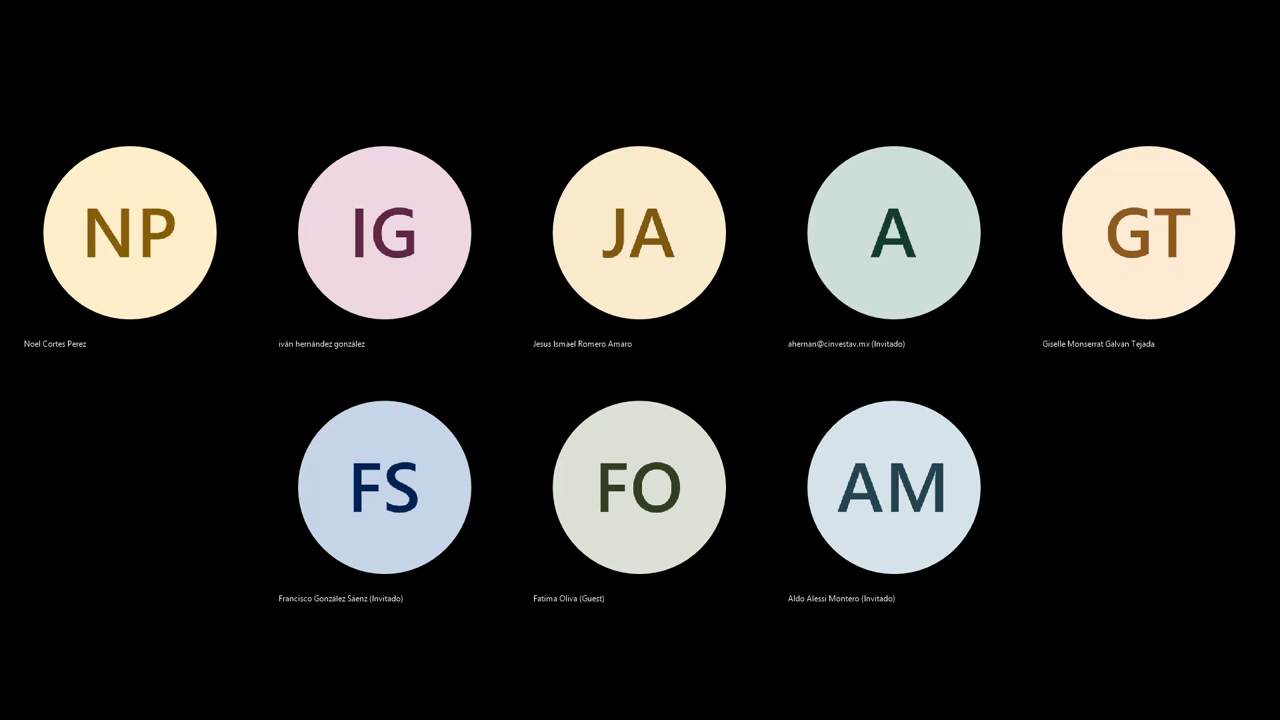 NP
IG
JA
A
GT
Noel Cortes Perez
iván hernández gonzález
Jesus Ismael Romero Amaro
ahernan@cinvestav.mx (Invitado)
Giselle Monserrat Galvan Tejada
FS
FO
AM
Francisco González Sáenz (Invitado)
Fatima Oliva (Guest)
Aldo Alessi Montero (Invitado)